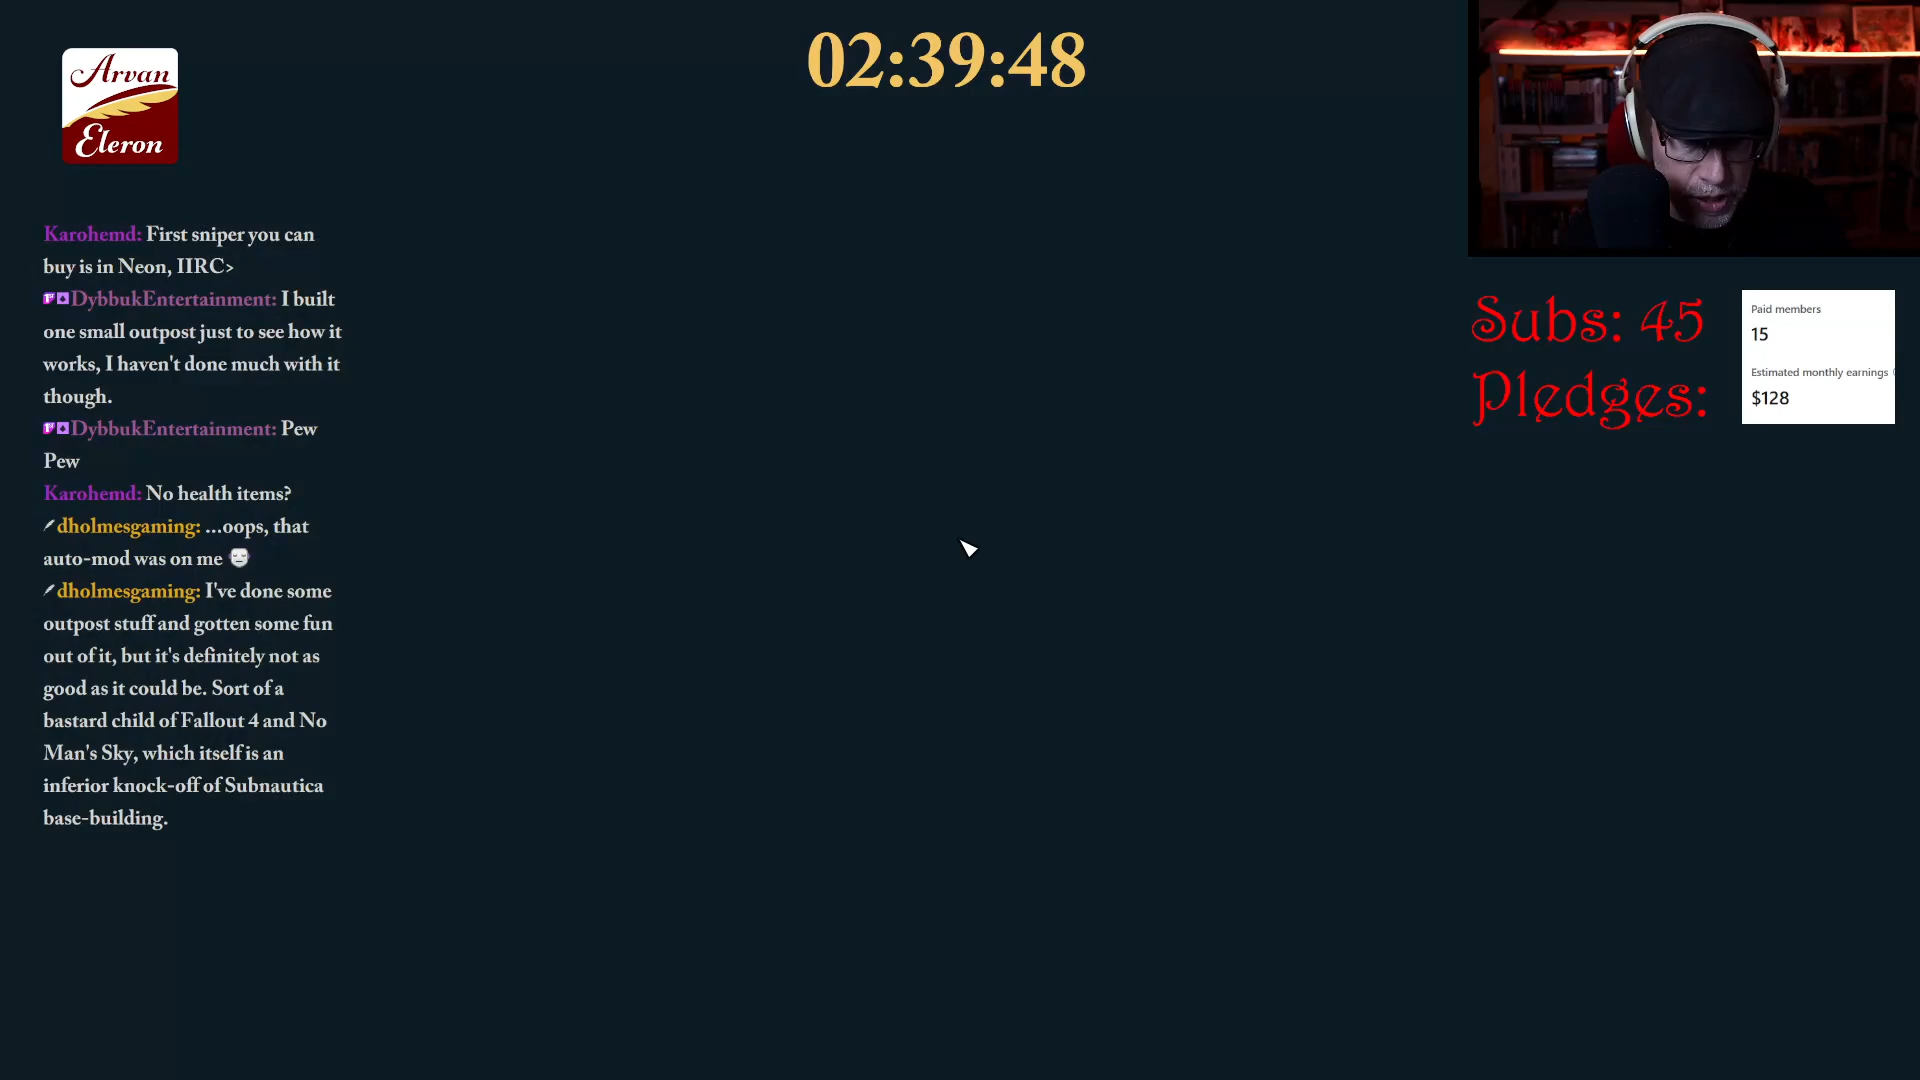 02:39:48
Arvan
Eleron
Karohemd: First sniper you can
buy is in Neon, IIRC>
DybbukEntertainment: I built
one small outpost just to see how it
works, I haven't done much with it
though.
DybbukEntertainment: Pew
Pew
Karohemd: No health items?
dholmesgaming: ...oops, that
auto-mod was on me
dholmesgaming: I've done some
outpost stuff and gotten some fun
out of it, but it's definitely not as
good as it could be. Sort of a
bastard child of Fallout 4 and No
Man's Sky, which itself is an
inferior knock-off of Subnautica
base-building.
Subs: 45
Pledges:
Paid members
15
Estimated monthly earnings
$128